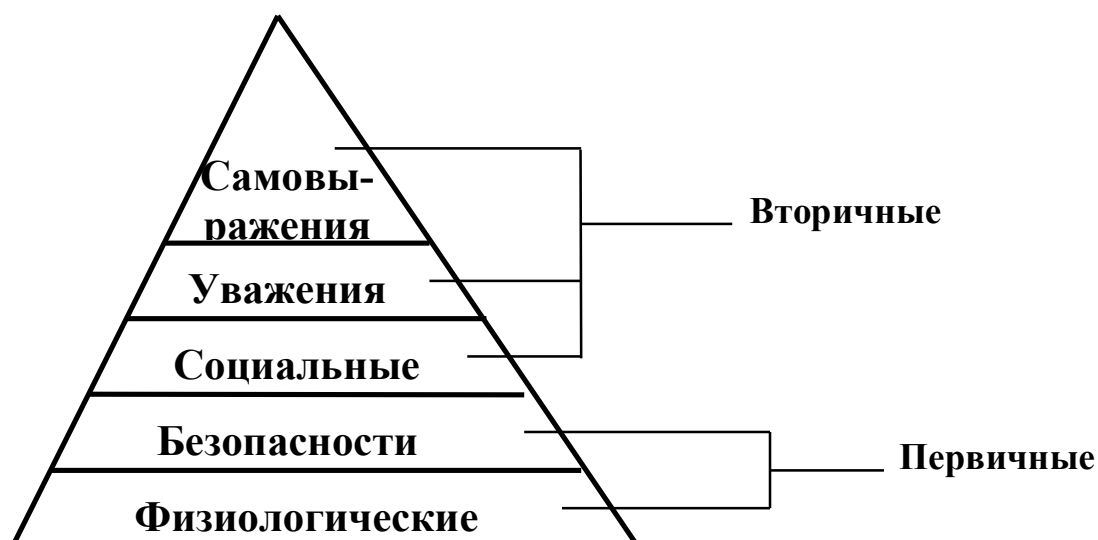 Самовы-
ражения
Вторичные
Уважения
Социальные
Безопасности
Первичные
Физиологические